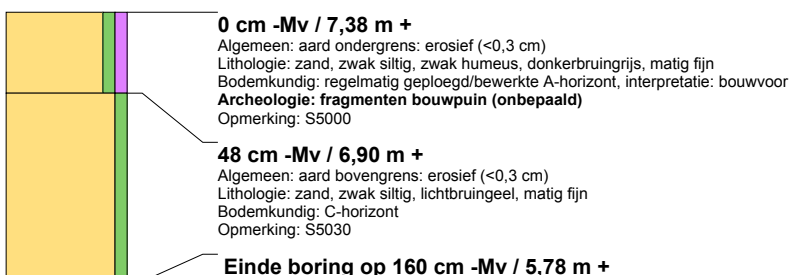 0 cm -Mv / 7,38 m +
Algemeen: aard ondergrens: erosief (<0,3 cm)
Lithologie: zand, zwak siltig, zwak humeus, donkerbruingrijs, matig fijn
Bodemkundig: regelmatig geploegd/bewerkte A-horizont, interpretatie: bouwvoor
Archeologie: fragmenten bouwpuin (onbepaald)
Opmerking: S5000
48 cm -Mv / 6,90 m +
Algemeen: aard bovengrens: erosief (<0,3 cm)
Lithologie: zand, zwak siltig, lichtbruingeel, matig fijn
Bodemkundig: C-horizont
Opmerking: S5030
Einde boring op 160 cm -Mv / 5,78 m +